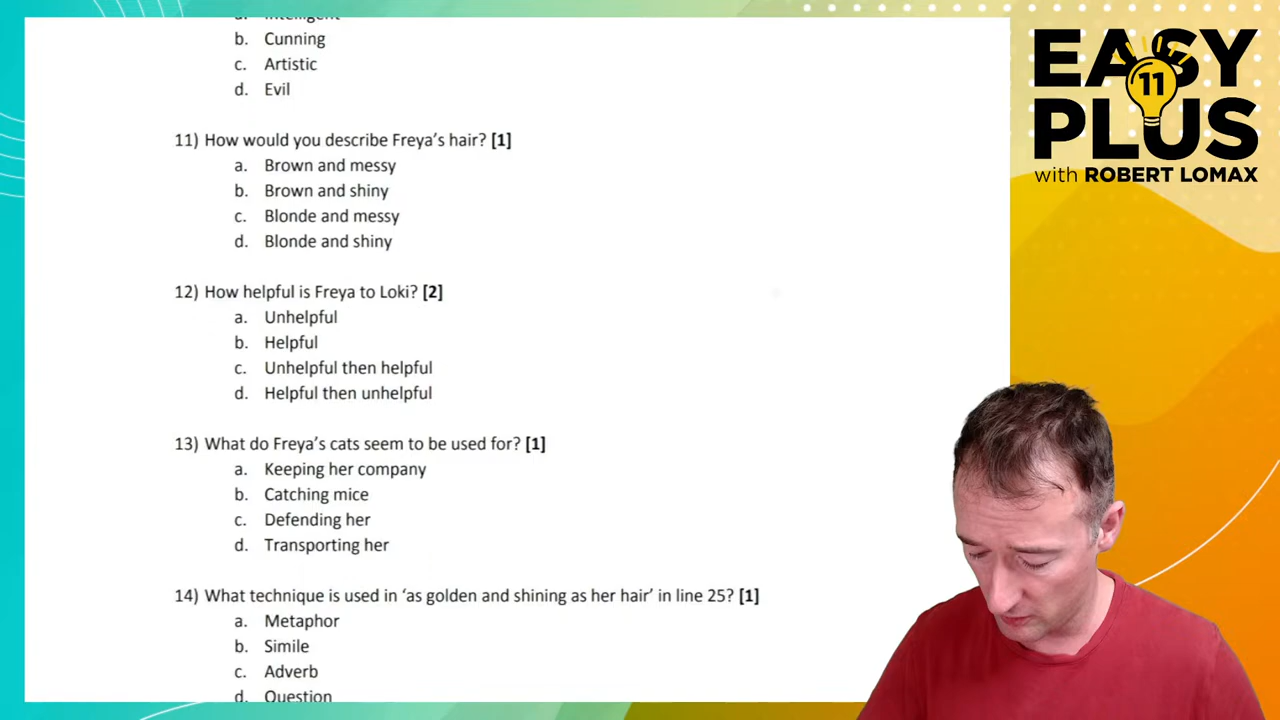 a. Intelligent
b. Cunning
c. Artistic
d. Evil
11) How would you describe Freya's hair? [1]
a. Brown and messy
b. Brown and shiny
c. Blonde and messy
d. Blonde and shiny
12) How helpful is Freya to Loki? [2]
a. Unhelpful
b. Helpful
c. Unhelpful then helpful
d. Helpful then unhelpful
13) What do Freya's cats seem to be used for? [1]
a. Keeping her company
b. Catching mice
c. Defending her
d. Transporting her
14) What technique is used in 'as golden and shining as her hair' in line 25? [1]
a. Metaphor
b. Simile
c. Adverb
d. Question
EASY
11
PLUS
with ROBERT LOMAX